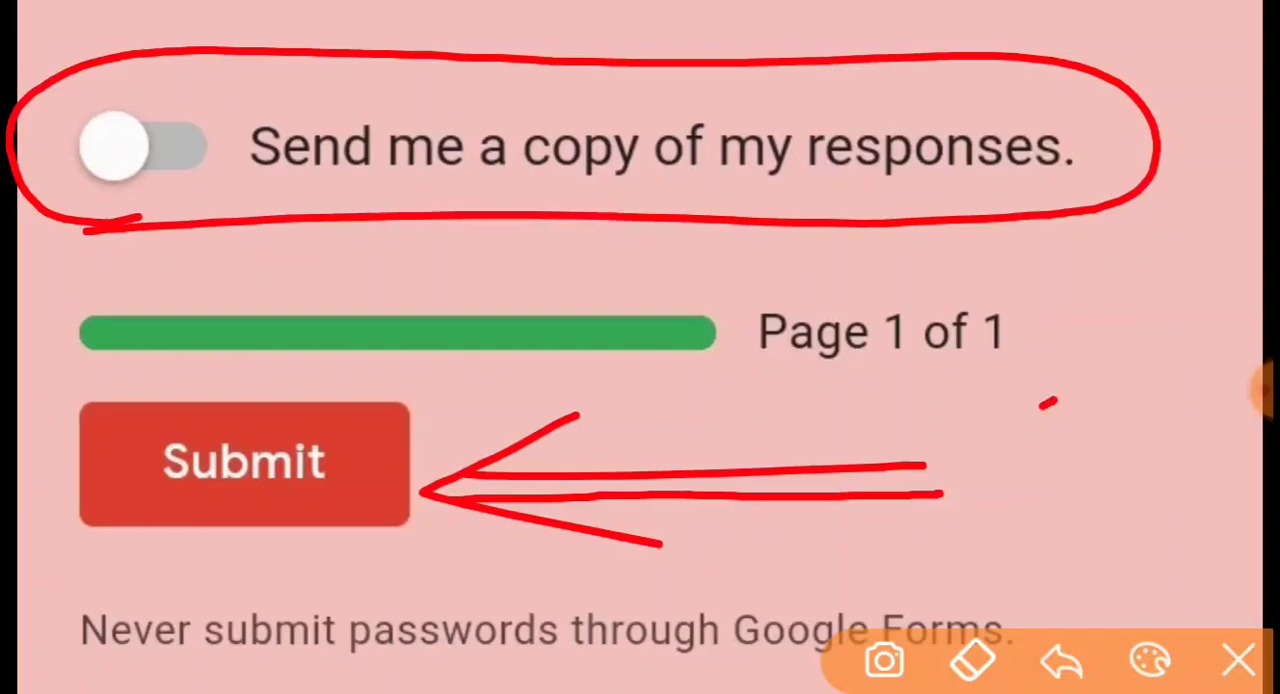 Send me a copy of my responses.
Page 1 of 1
Submit
Never submit passwords through Google Forms.